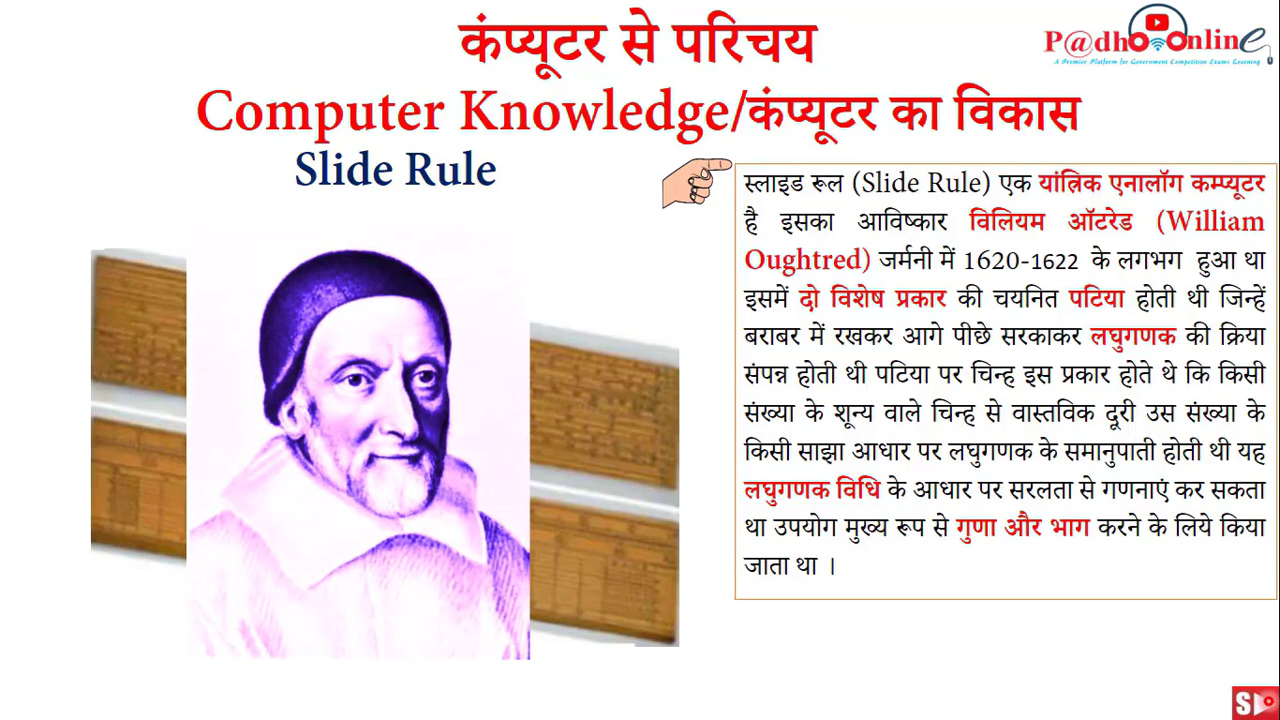 कंप्यूटर से परिचय
P@dhO Online
A Premier Platform for Government Competitive Exams Learning
Computer Knowledge/कंप्यूटर का विकास
Slide Rule
स्लाइड रूल (Slide Rule) एक यांत्रिक एनालॉग कम्प्यूटर
है इसका आविष्कार विलियम ऑटरेड (William
Oughtred) जर्मनी में 1620-1622 के लगभग हुआ था
इसमें दो विशेष प्रकार की चयनित पटिया होती थी जिन्हें
बराबर में रखकर आगे पीछे सरकाकर लघुगणक की क्रिया
संपन्न होती थी पटिया पर चिन्ह इस प्रकार होते थे कि किसी
संख्या के शून्य वाले चिन्ह से वास्तविक दूरी उस संख्या के
किसी साझा आधार पर लघुगणक के समानुपाती होती थी यह
लघुगणक विधि के आधार पर सरलता से गणनाएं कर सकता
था उपयोग मुख्य रूप से गुणा और भाग करने के लिये किया
जाता था ।
S